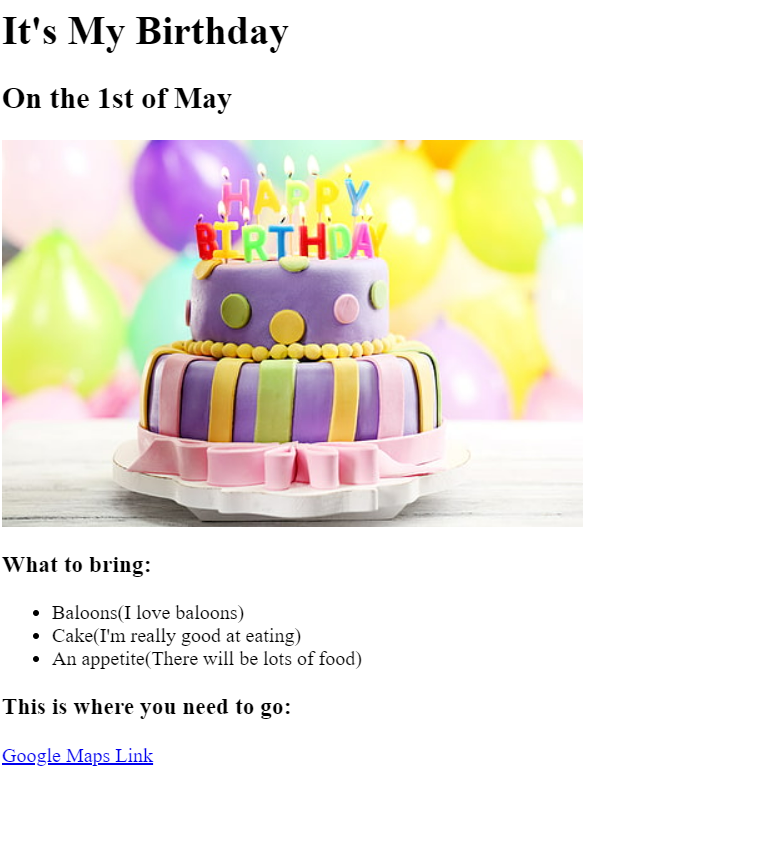 It's My Birthday
On the 1st of May
HAPPY
BIRTHDAY
What to bring:
Baloons(I love baloons)
Cake(I'm really good at eating)
An appetite(There will be lots of food)
This is where you need to go:
Google Maps Link